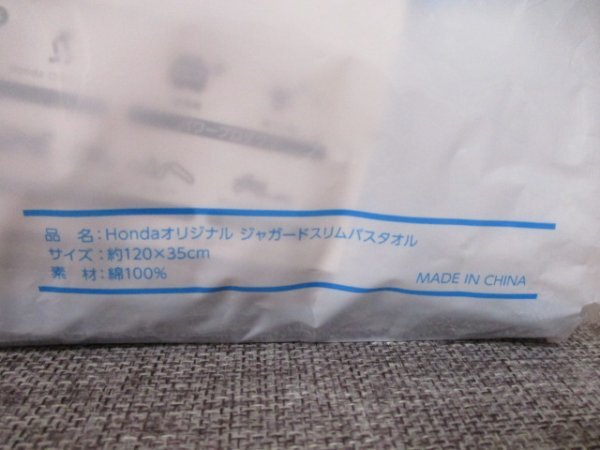 品　名：Hondaオリジナル ジャガードスリムバスタオル
サイズ：約120×35cm
素　材：綿100%
MADE IN CHINA